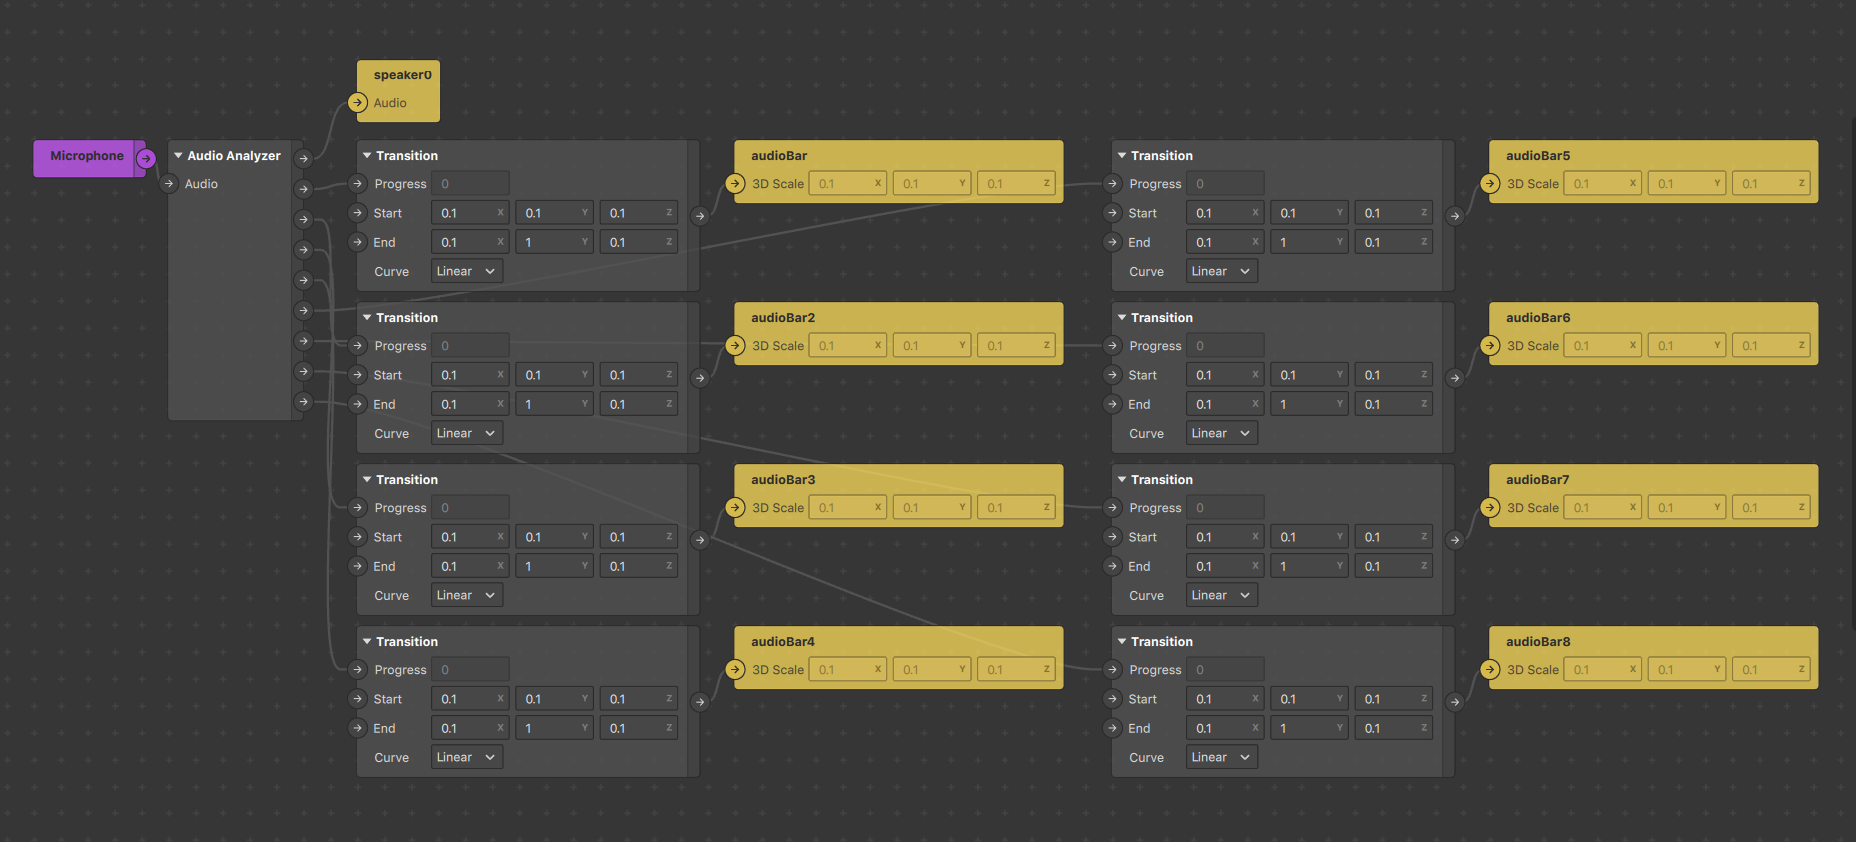 speaker0
Audio
Microphone
Audio Analyzer
Audio
Transition
Progress 0
Start 0.1 X 0.1 Y 0.1 Z
End 0.1 X 1 Y 0.1 Z
Curve Linear
audioBar
3D Scale 0.1 X 0.1 Y 0.1 Z
Transition
Progress 0
Start 0.1 X 0.1 Y 0.1 Z
End 0.1 X 1 Y 0.1 Z
Curve Linear
audioBar5
3D Scale 0.1 X 0.1 Y 0.1 Z
Transition
Progress 0
Start 0.1 X 0.1 Y 0.1 Z
End 0.1 X 1 Y 0.1 Z
Curve Linear
audioBar2
3D Scale 0.1 X 0.1 Y 0.1 Z
Transition
Progress 0
Start 0.1 X 0.1 Y 0.1 Z
End 0.1 X 1 Y 0.1 Z
Curve Linear
audioBar6
3D Scale 0.1 X 0.1 Y 0.1 Z
Transition
Progress 0
Start 0.1 X 0.1 Y 0.1 Z
End 0.1 X 1 Y 0.1 Z
Curve Linear
audioBar3
3D Scale 0.1 X 0.1 Y 0.1 Z
Transition
Progress 0
Start 0.1 X 0.1 Y 0.1 Z
End 0.1 X 1 Y 0.1 Z
Curve Linear
audioBar7
3D Scale 0.1 X 0.1 Y 0.1 Z
Transition
Progress 0
Start 0.1 X 0.1 Y 0.1 Z
End 0.1 X 1 Y 0.1 Z
Curve Linear
audioBar4
3D Scale 0.1 X 0.1 Y 0.1 Z
Transition
Progress 0
Start 0.1 X 0.1 Y 0.1 Z
End 0.1 X 1 Y 0.1 Z
Curve Linear
audioBar8
3D Scale 0.1 X 0.1 Y 0.1 Z